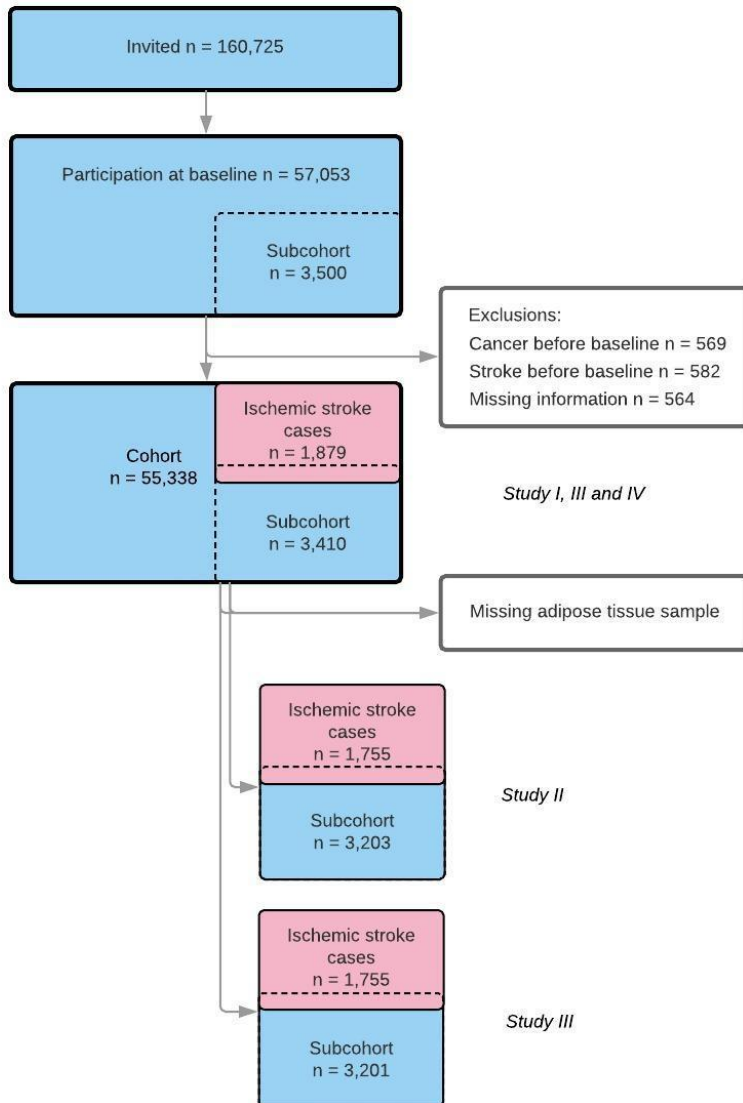 Invited n = 160,725
Participation at baseline n = 57,053
Subcohort
n = 3,500
Exclusions:
Cancer before baseline n = 569
Stroke before baseline n = 582
Missing information n = 564
Ischemic stroke
cases
n = 1,879
Cohort
n = 55,338
Subcohort
n = 3,410
Study I, III and IV
Missing adipose tissue sample
Ischemic stroke
cases
n = 1,755
Subcohort
n = 3,203
Study II
Ischemic stroke
cases
n = 1,755
Subcohort
n = 3,201
Study III